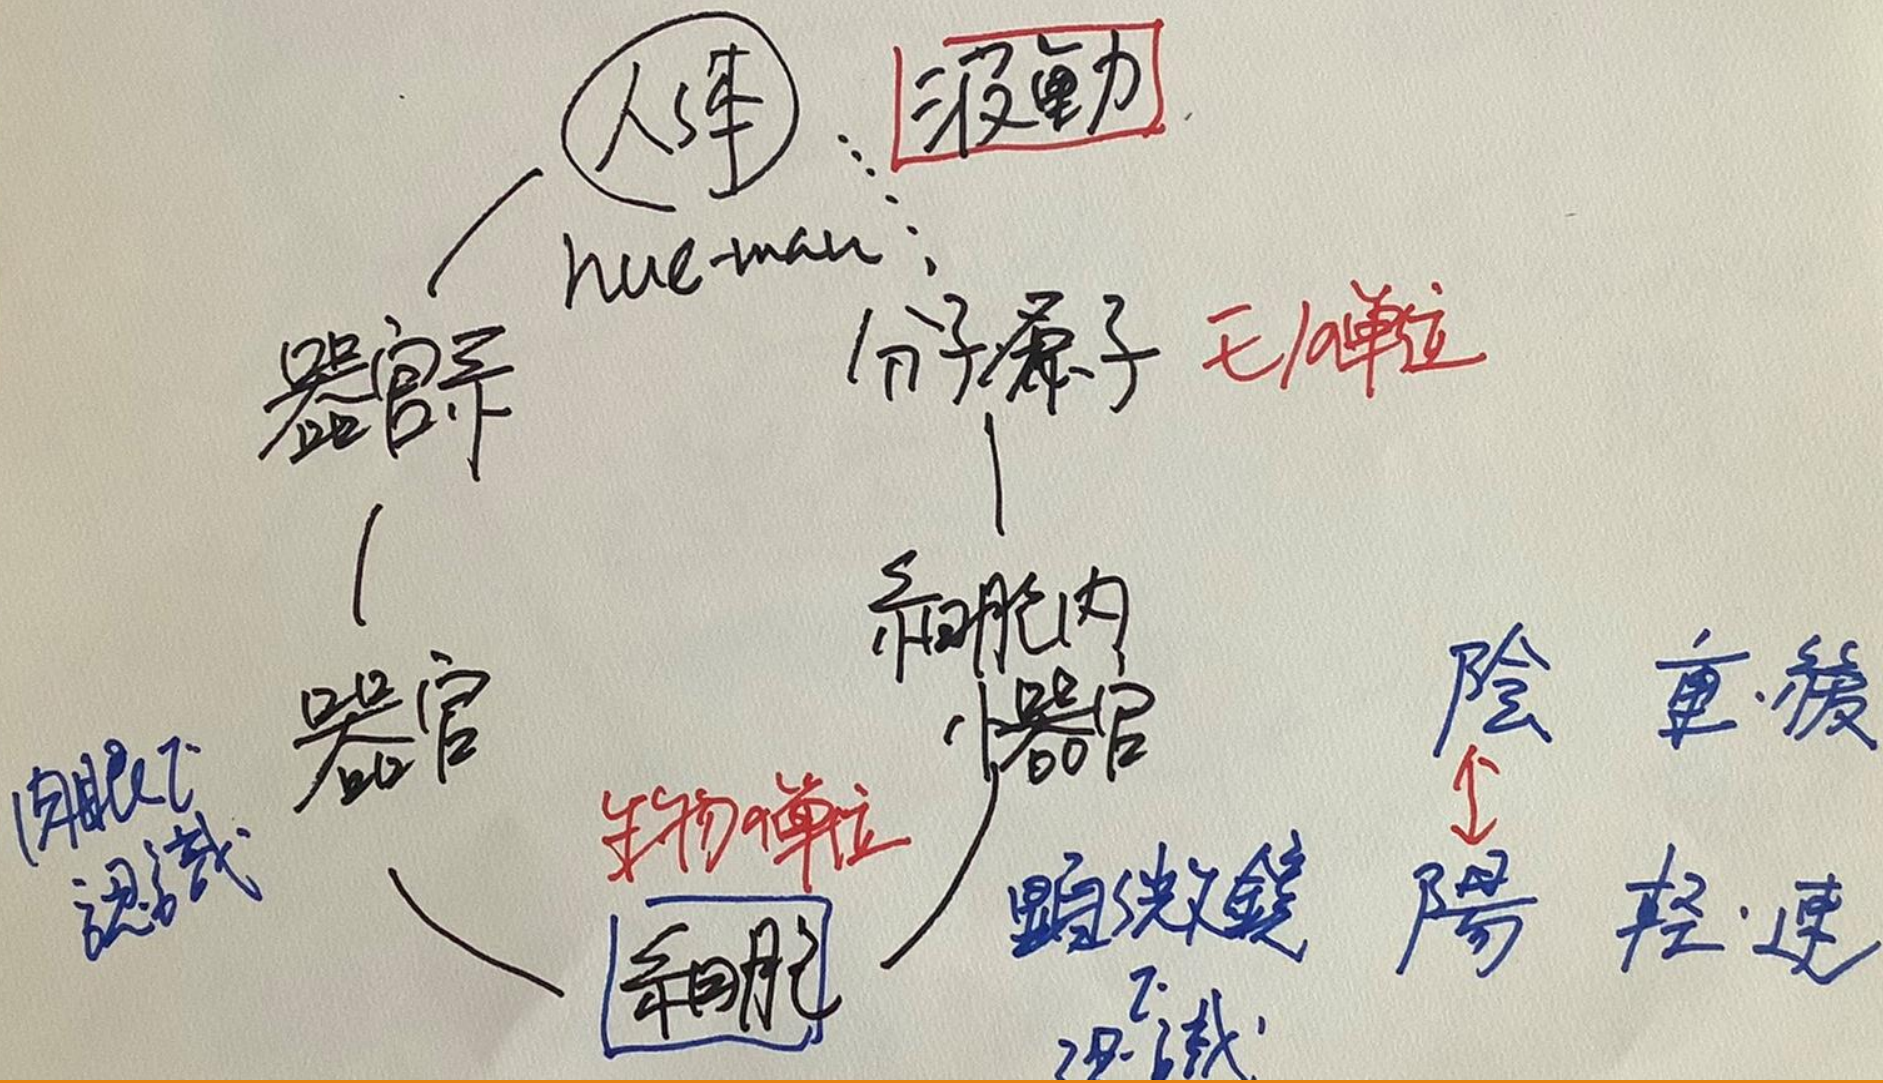 人体
波動
hue-man
器官系
分子・原子
モノの単位
細胞内
小器官
器官
肉眼で
認識
生物の単位
細胞
顕微鏡
で
認識
陰 重・緩
陽 軽・速